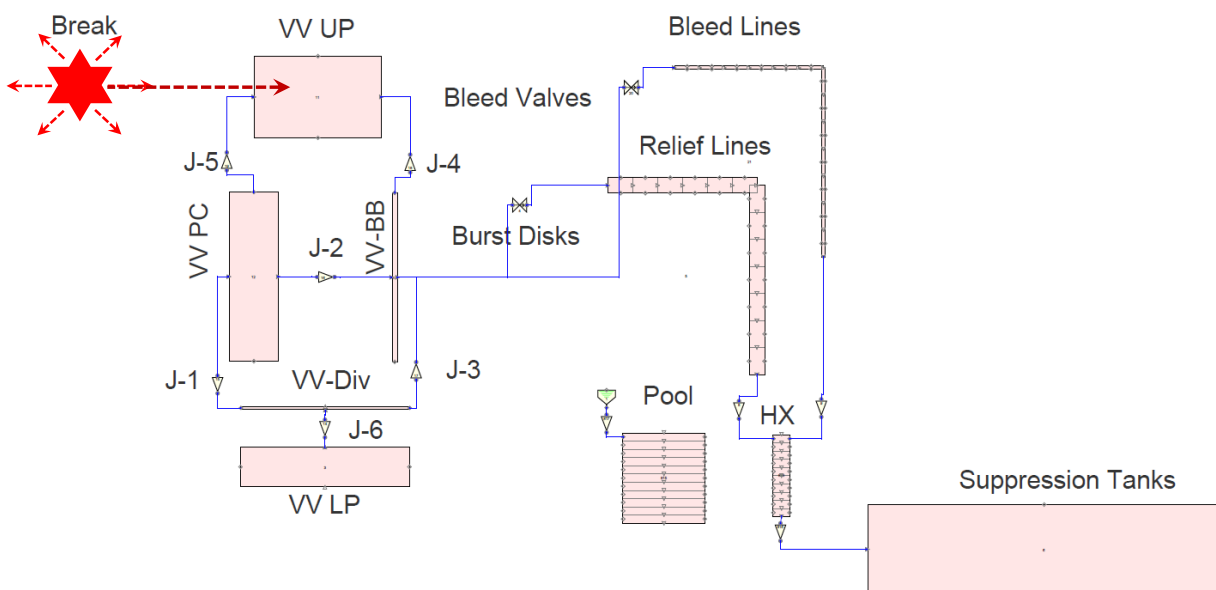 Break
VV UP
Bleed Lines
Bleed Valves
Relief Lines
J-5
J-4
VV PC
J-2
VV-BB
Burst Disks
J-1
VV-Div
J-3
Pool
HX
J-6
VV LP
Suppression Tanks